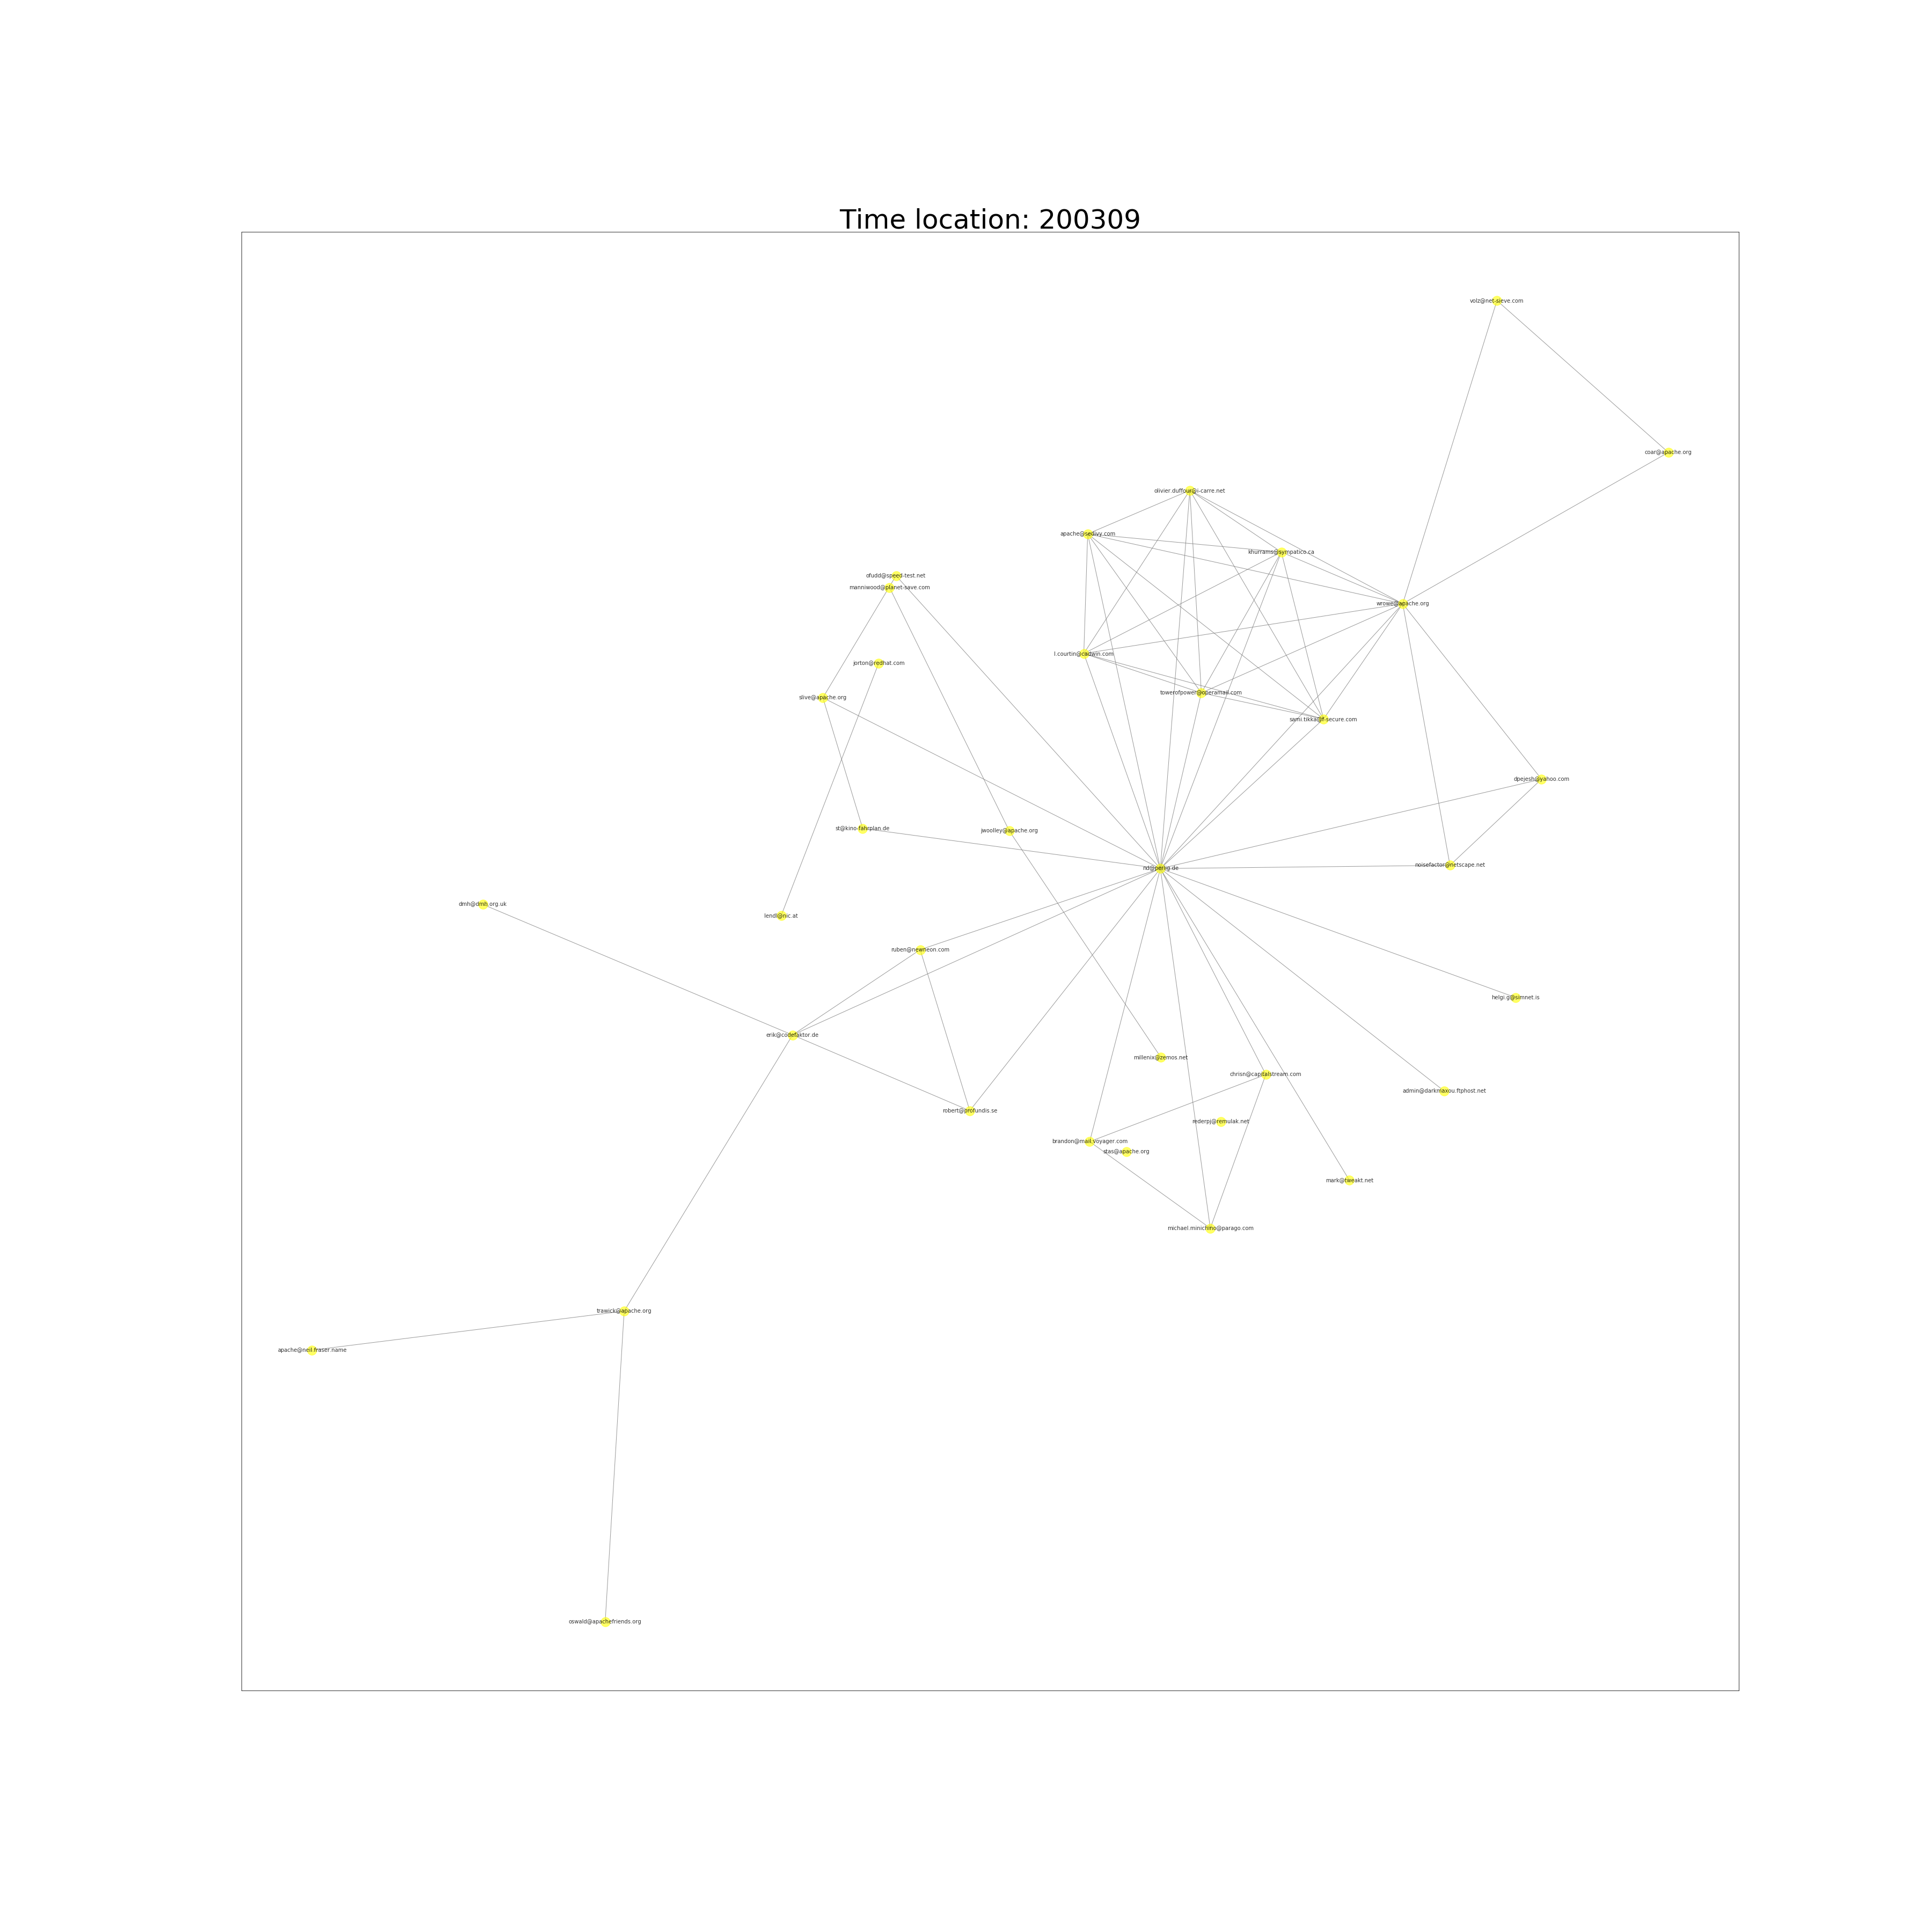 Time location: 200309
volz@net-sieve.com
coar@apache.org
olivier.duffour@i-carre.net
apache@sedivy.com
khurrams@sympatico.ca
ofudd@speed-test.net
manniwood@planet-save.com
wrowe@apache.org
l.courtin@cadwin.com
jorton@redhat.com
towerofpower@operamail.com
slive@apache.org
sami.tikka@f-secure.com
dpejesh@yahoo.com
st@kino-fahrplan.de
jwoolley@apache.org
noisefactor@netscape.net
nd@perlig.de
dmh@dmh.org.uk
lendl@nic.at
ruben@newneon.com
helgi.g@simnet.is
erik@codefaktor.de
millenix@zemos.net
chrisn@capitalstream.com
admin@darkmaxou.ftphost.net
robert@profundis.se
rederpj@remulak.net
brandon@mail.voyager.com
stas@apache.org
mark@tweakt.net
michael.minichino@parago.com
trawick@apache.org
apache@neil.fraser.name
oswald@apachefriends.org